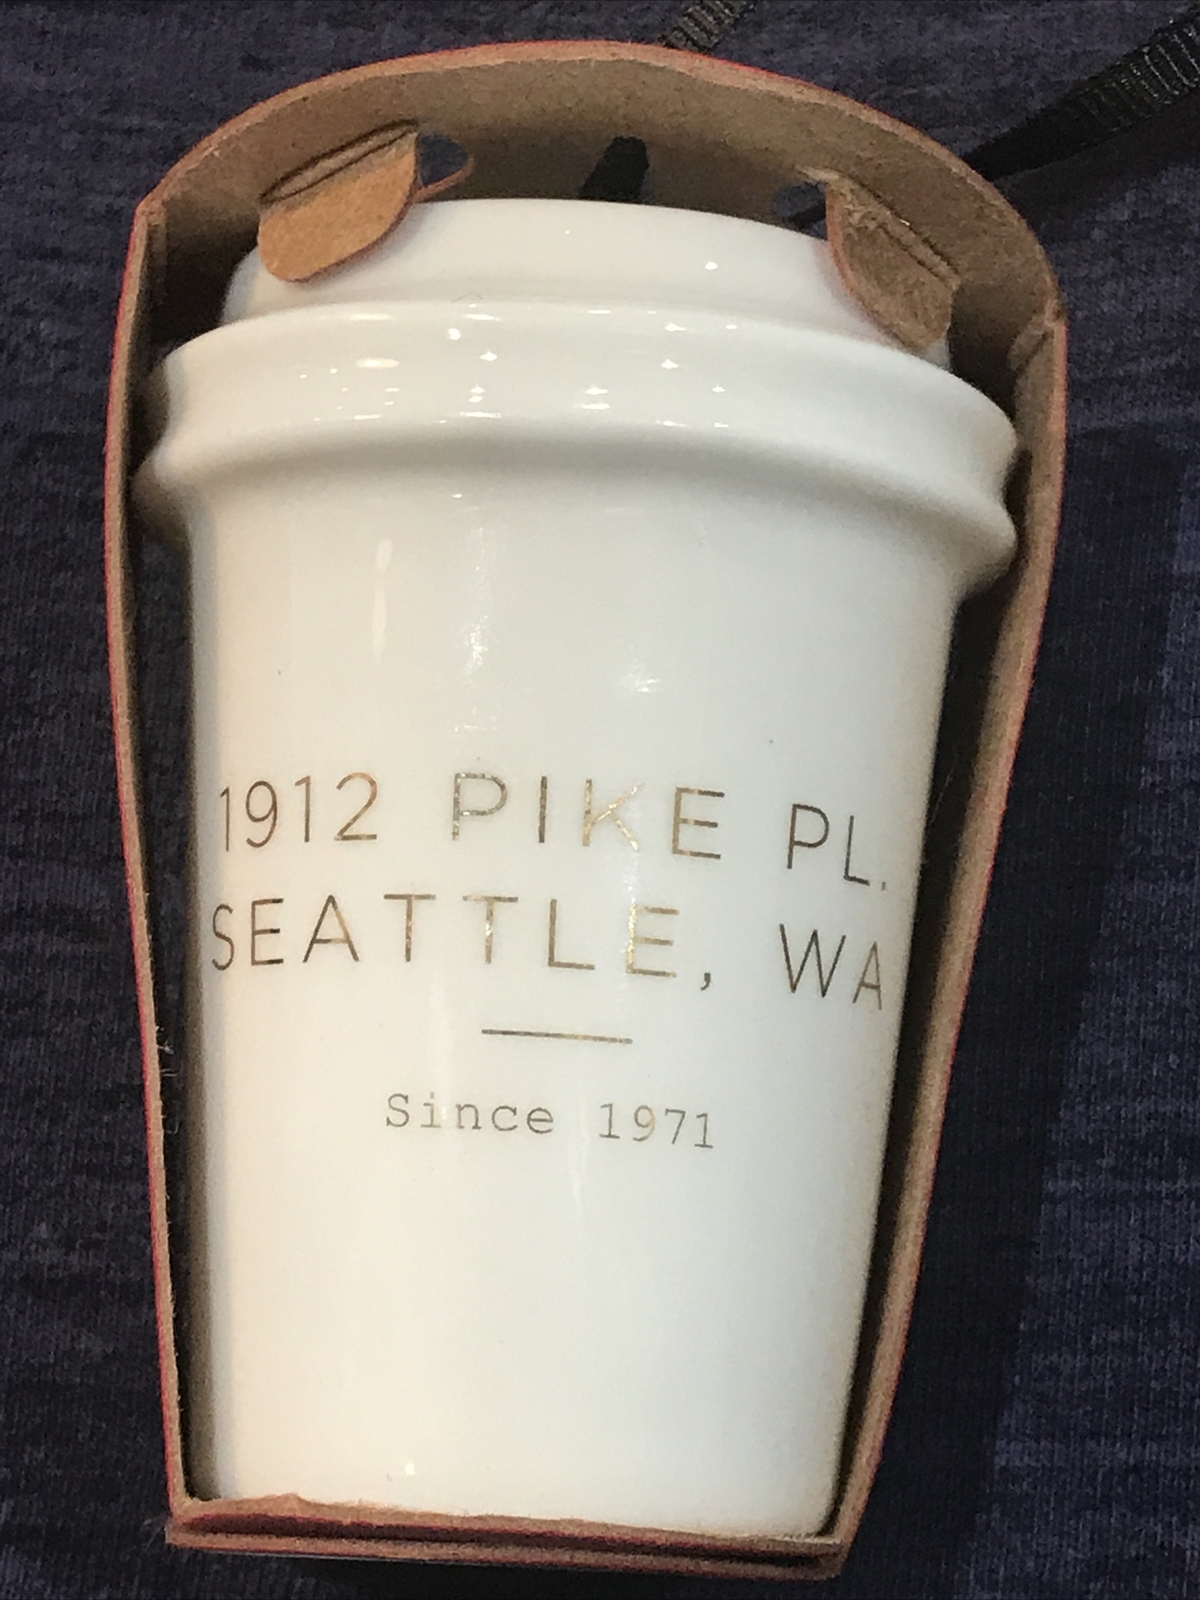 1912 PIKE PL.
SEATTLE, WA
Since 1971